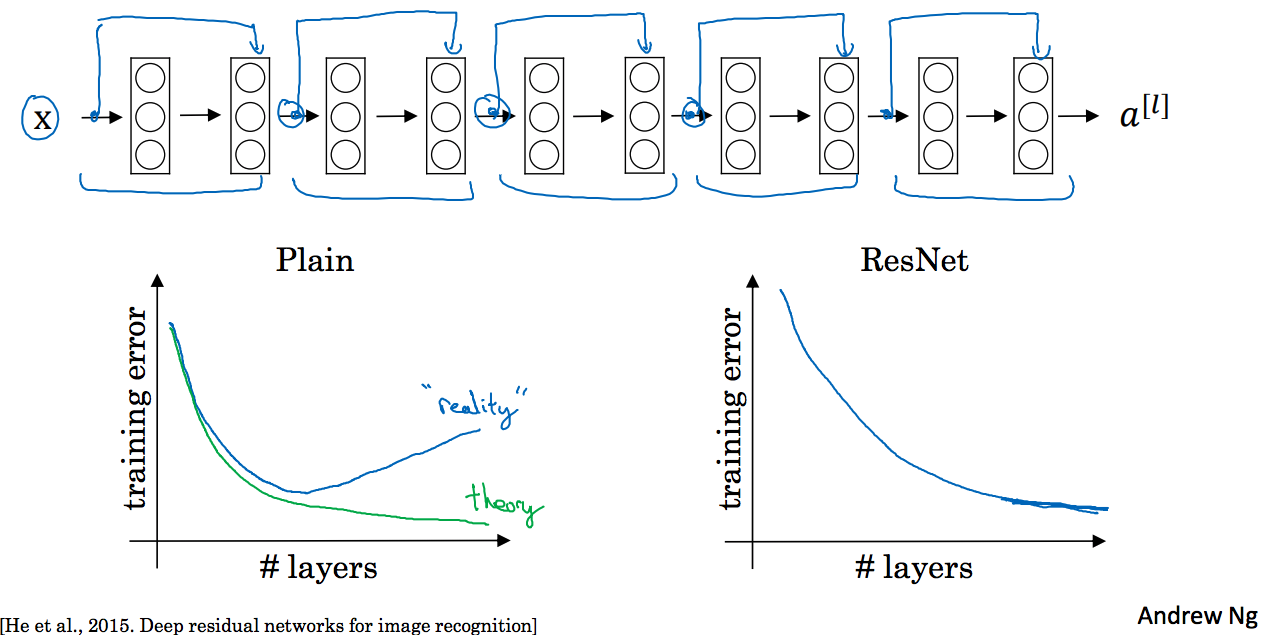 x
a[l]
Plain
ResNet
training error
"reality"
theory
# layers
training error
# layers
[He et al., 2015. Deep residual networks for image recognition]
Andrew Ng